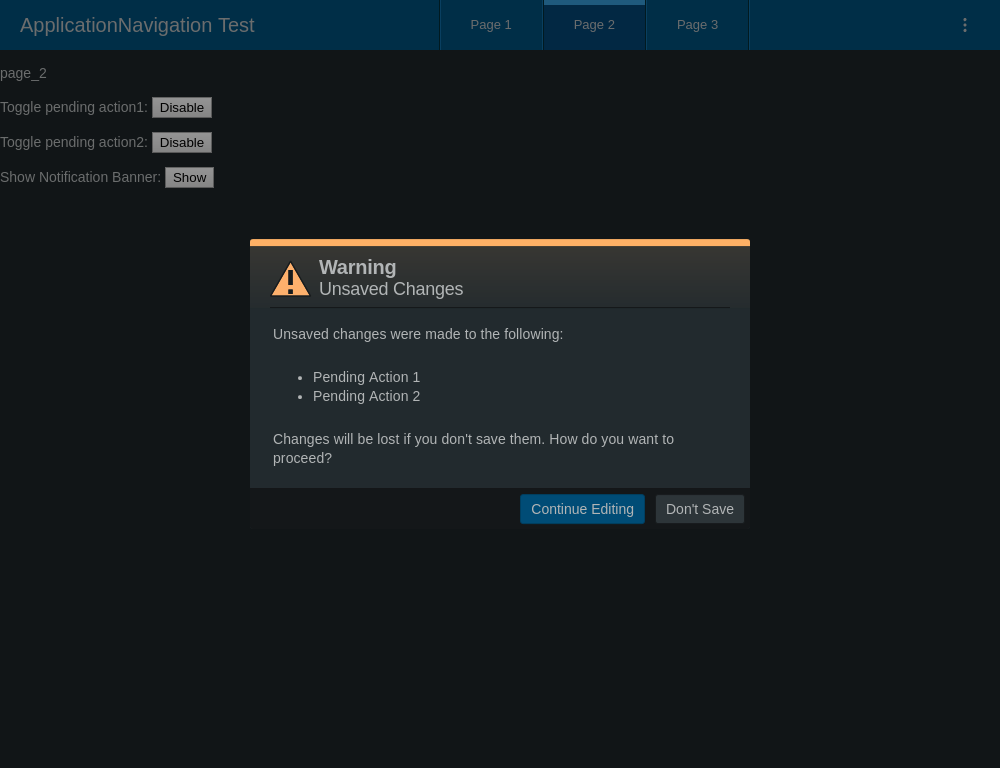 ApplicationNavigation Test
Page 1
Page 2
Page 3
page_2
Toggle pending action1: Disable
Toggle pending action2: Disable
Show Notification Banner: Show
Warning
Unsaved Changes
Unsaved changes were made to the following:
• Pending Action 1
• Pending Action 2
Changes will be lost if you don't save them. How do you want to
proceed?
Continue Editing
Don't Save